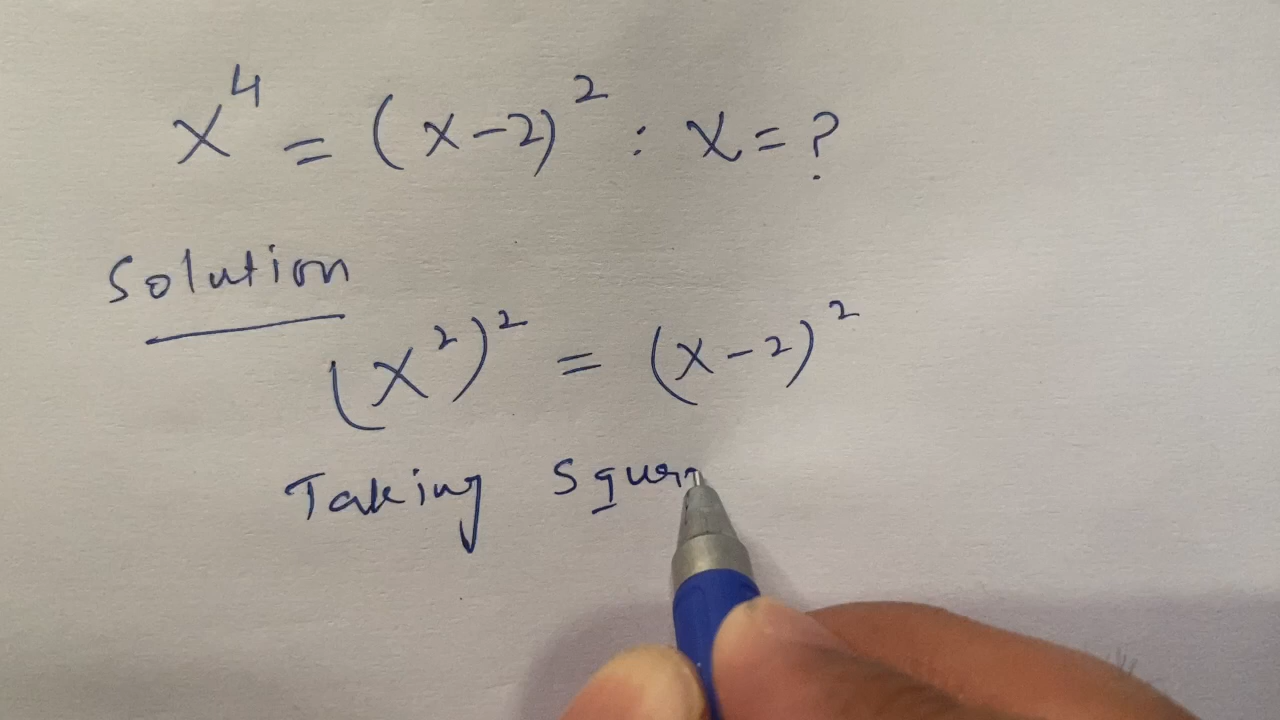 x⁴ = (x-2)² : x = ?
Solution
(x²)² = (x-2)²
Taking